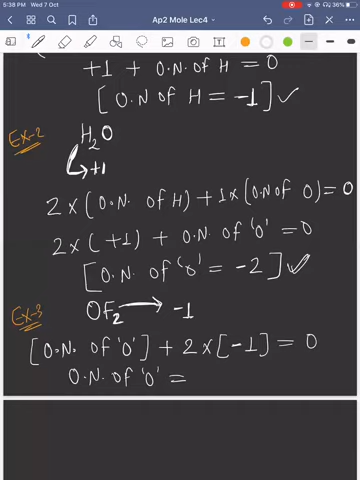 5:38 PM Wed 7 Oct 36%
Ap2 Mole Lec4
+1 + O.N. of H = 0
[O.N of H = -1] ✓
Ex-2 H₂O
↳ +1
2 × (O.N. of H) + 1 × (O.N of O) = 0
2 × (+1) + O.N. of 'O' = 0
[O.N. of 'O' = -2] ✓
Ex-3 OF₂ → -1
[O.N. of 'O'] + 2 × [-1] = 0
O.N. of 'O' =